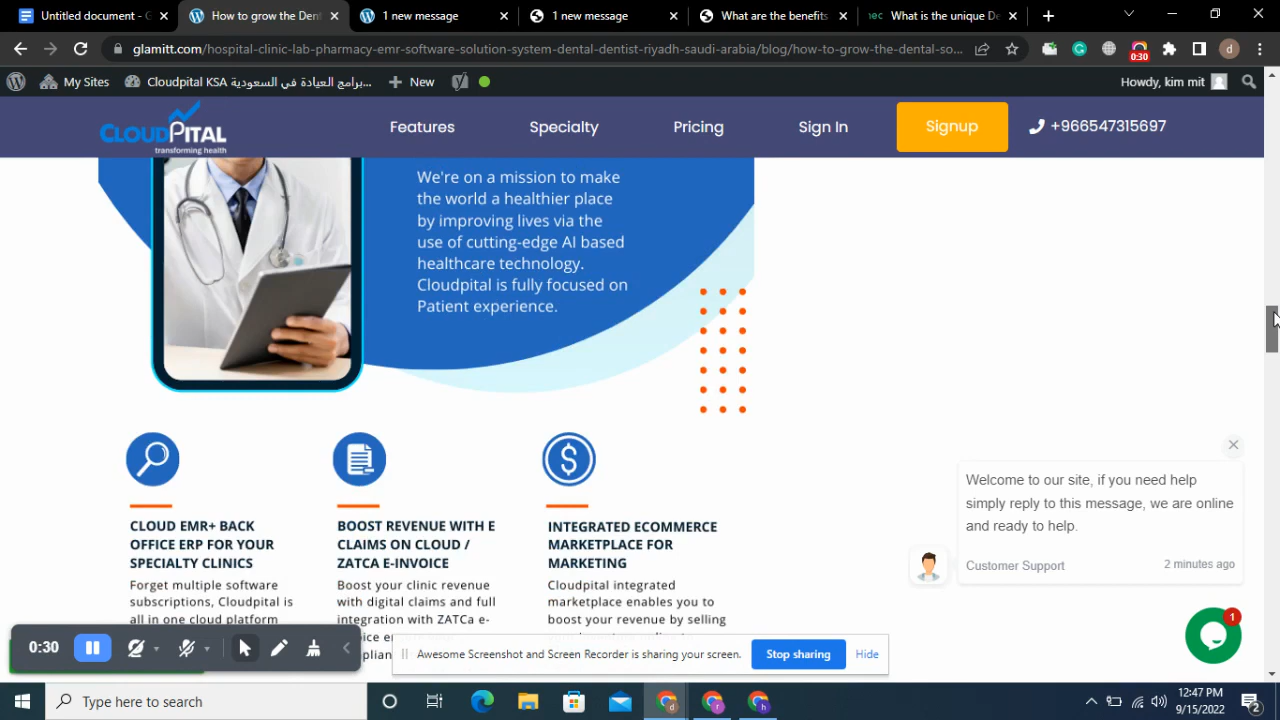 Untitled document - G
How to grow the Dent
1 new message
1 new message
What are the benefits
What is the unique De
glamitt.com/hospital-clinic-lab-pharmacy-emr-software-solution-system-dental-dentist-riyadh-saudi-arabia/blog/how-to-grow-the-dental-so...
d
0:30
My Sites
Cloudpital KSA برامج العيادة في السعودية...
New
Howdy, kim mit
CLOUDPITAL
transforming health
Features
Specialty
Pricing
Sign In
Signup
+966547315697
We're on a mission to make
the world a healthier place
by improving lives via the
use of cutting-edge AI based
healthcare technology.
Cloudpital is fully focused on
Patient experience.
CLOUD EMR+ BACK
OFFICE ERP FOR YOUR
SPECIALTY CLINICS
Forget multiple software
subscriptions, Cloudpital is
all in one cloud platform
BOOST REVENUE WITH E
CLAIMS ON CLOUD /
ZATCA E-INVOICE
Boost your clinic revenue
with digital claims and full
integration with ZATCa e-
INTEGRATED ECOMMERCE
MARKETPLACE FOR
MARKETING
Cloudpital integrated
marketplace enables you to
boost your revenue by selling
Welcome to our site, if you need help
simply reply to this message, we are online
and ready to help.
Customer Support
2 minutes ago
1
0:30
Awesome Screenshot and Screen Recorder is sharing your screen.
Stop sharing
Hide
Type here to search
12:47 PM
9/15/2022
2